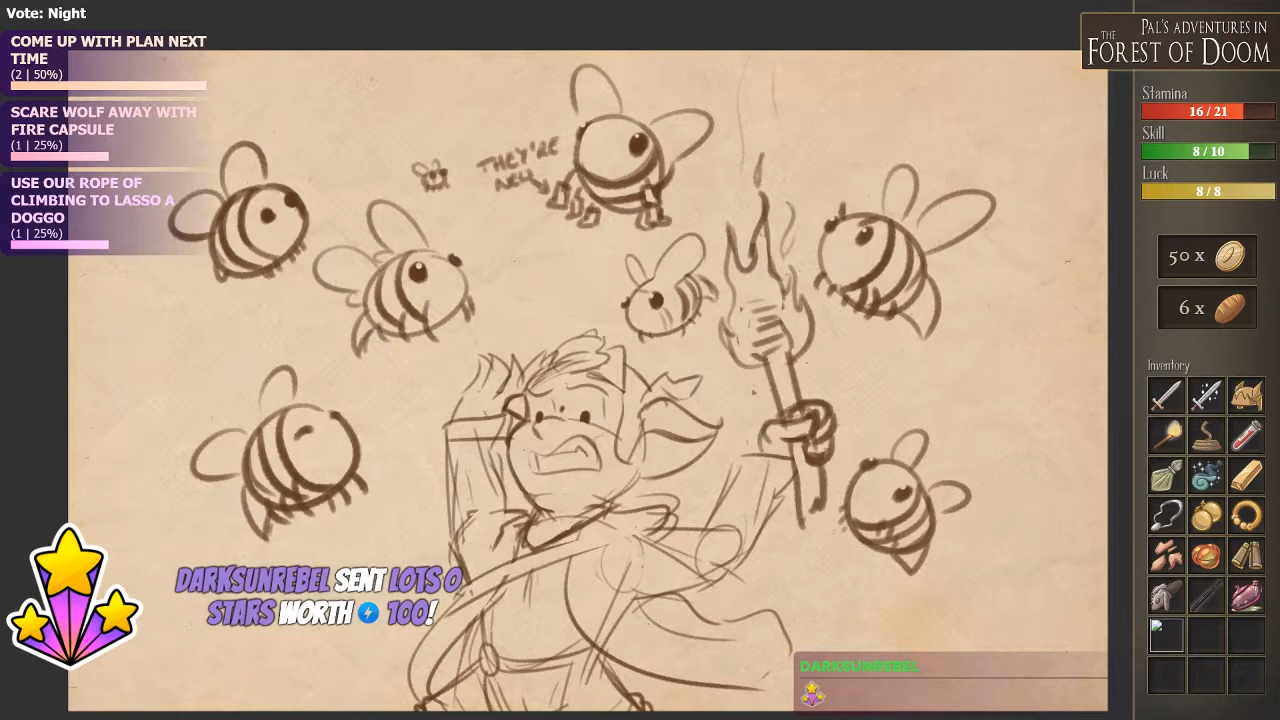 Vote: Night
COME UP WITH PLAN NEXT
TIME
(2 | 50%)
SCARE WOLF AWAY WITH
FIRE CAPSULE
(1 | 25%)
USE OUR ROPE OF
CLIMBING TO LASSO A
DOGGO
(1 | 25%)
THEY'RE
NEW
PAL'S ADVENTURES IN
THE FOREST OF DOOM
Stamina
16 / 21
Skill
8 / 10
Luck
8 / 8
50 x
6 x
Inventory
DARKSUNREBEL SENT LOTS O
STARS WORTH 100!
DARKSUNREBEL